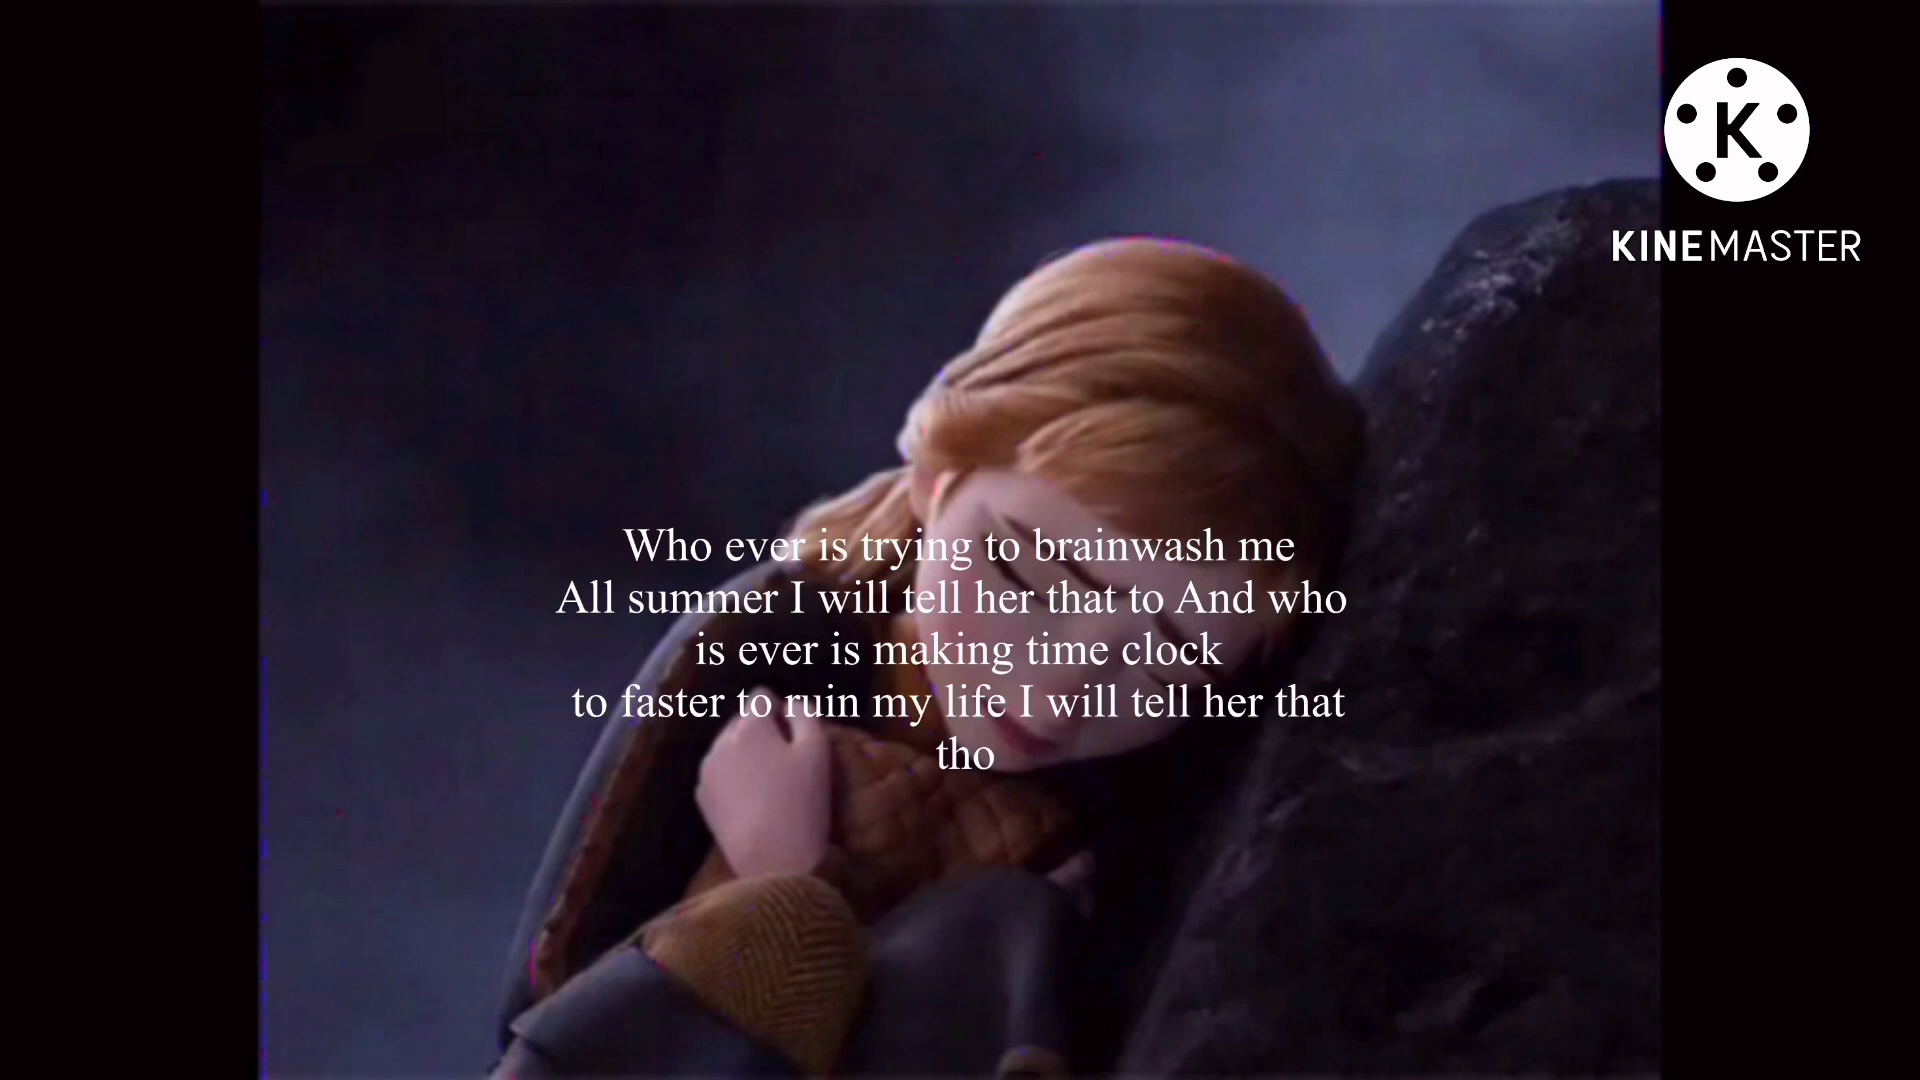 K
KINEMASTER
Who ever is trying to brainwash me
All summer I will tell her that to And who
is ever is making time clock
to faster to ruin my life I will tell her that
tho